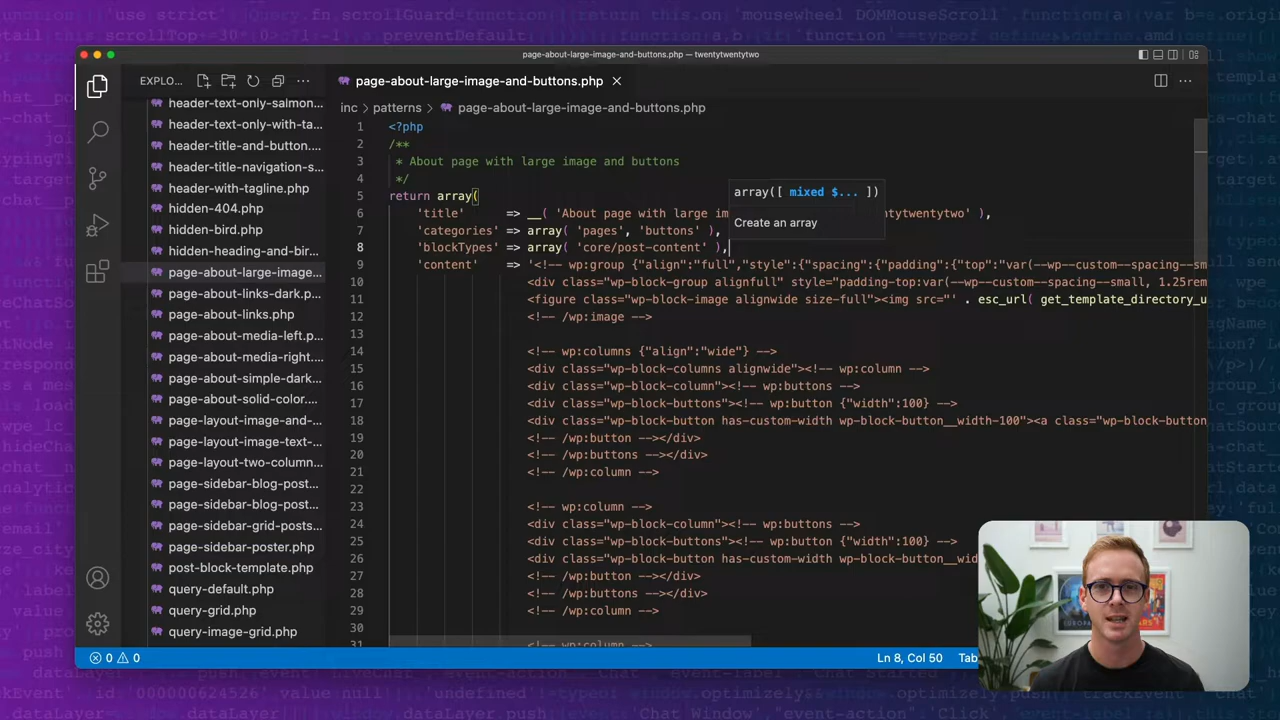 page-about-large-image-and-buttons.php — twentytwentytwo
EXPLO...
page-about-large-image-and-buttons.php
inc > patterns > page-about-large-image-and-buttons.php
header-text-only-salmon...
header-text-only-with-ta...
header-title-and-button....
header-title-navigation-s...
header-with-tagline.php
hidden-404.php
hidden-bird.php
hidden-heading-and-bir...
page-about-large-image...
page-about-links-dark.p...
page-about-links.php
page-about-media-left.p...
page-about-media-right....
page-about-simple-dark...
page-about-solid-color....
page-layout-image-and-...
page-layout-image-text-...
page-layout-two-column...
page-sidebar-blog-post...
page-sidebar-blog-post...
page-sidebar-grid-posts...
page-sidebar-poster.php
post-block-template.php
query-default.php
query-grid.php
query-image-grid.php
1 <?php
2 /**
3 * About page with large image and buttons
4 */
5 return array(
6 'title' => __( 'About page with large im
ntytwentytwo' ),
array([ mixed $... ])
Create an array
7 'categories' => array( 'pages', 'buttons' ),
8 'blockTypes' => array( 'core/post-content' ),
9 'content' => '<!-- wp:group {"align":"full","style":{"spacing":{"padding":{"top":"var(--wp--custom--spacing--sm
10 <div class="wp-block-group alignfull" style="padding-top:var(--wp--custom--spacing--small, 1.25rem
11 <figure class="wp-block-image alignwide size-full"><img src="' . esc_url( get_template_directory_u
12 <!-- /wp:image -->
13
14 <!-- wp:columns {"align":"wide"} -->
15 <div class="wp-block-columns alignwide"><!-- wp:column -->
16 <div class="wp-block-column"><!-- wp:buttons -->
17 <div class="wp-block-buttons"><!-- wp:button {"width":100} -->
18 <div class="wp-block-button has-custom-width wp-block-button__width-100"><a class="wp-block-button
19 <!-- /wp:button --></div>
20 <!-- /wp:buttons --></div>
21 <!-- /wp:column -->
22
23 <!-- wp:column -->
24 <div class="wp-block-column"><!-- wp:buttons -->
25 <div class="wp-block-buttons"><!-- wp:button {"width":100} -->
26 <div class="wp-block-button has-custom-width wp-block-button__wid
27 <!-- /wp:button --></div>
28 <!-- /wp:buttons --></div>
29 <!-- /wp:column -->
30
31 <!-- wp:column -->
0 0
Ln 8, Col 50
Tab